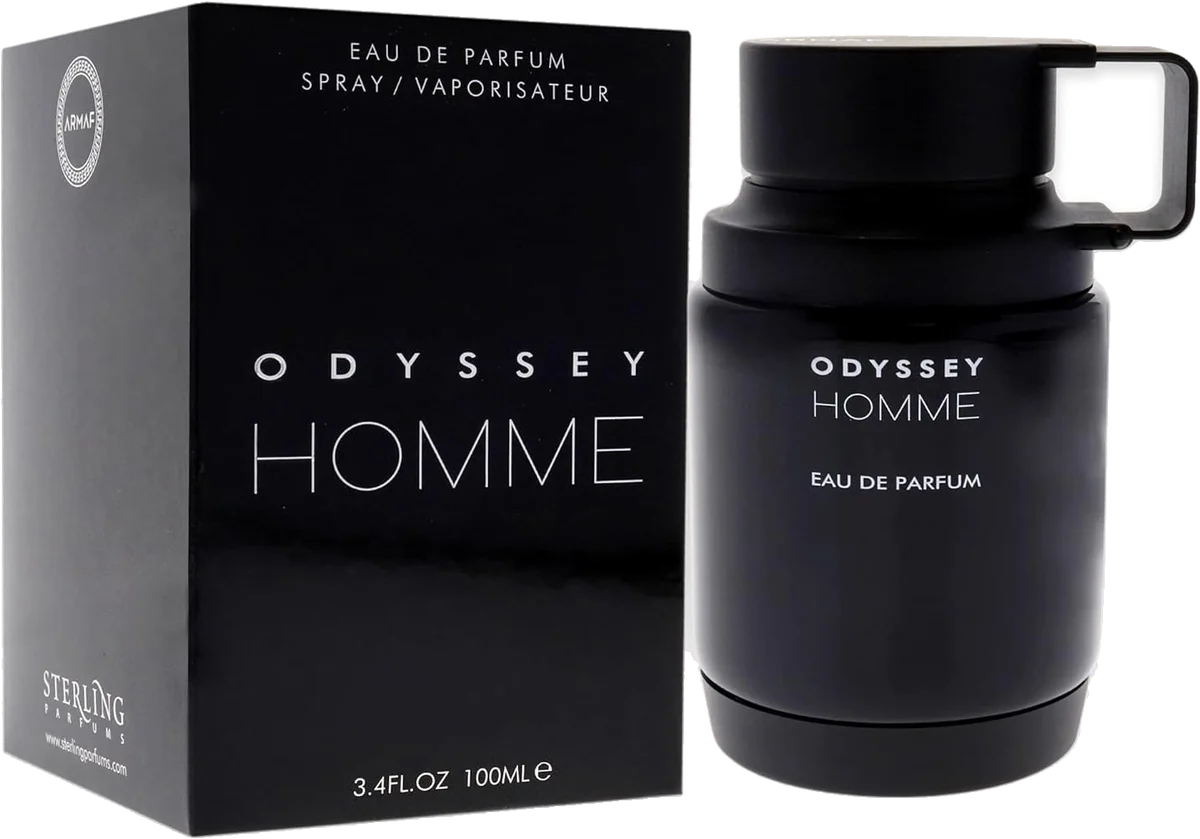 ARMAF
STERLING
PARFUMS
www.sterlingparfums.com
EAU DE PARFUM
SPRAY / VAPORISATEUR
ODYSSEY
HOMME
3.4FL.OZ 100ML e
ODYSSEY
HOMME
EAU DE PARFUM